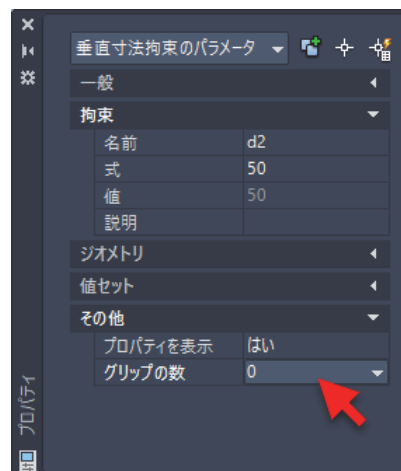 垂直寸法拘束のパラメータ
一般
拘束
名前 d2
式 50
値 50
説明
ジオメトリ
値セット
その他
プロパティを表示 はい
グリップの数 0
プロパティ